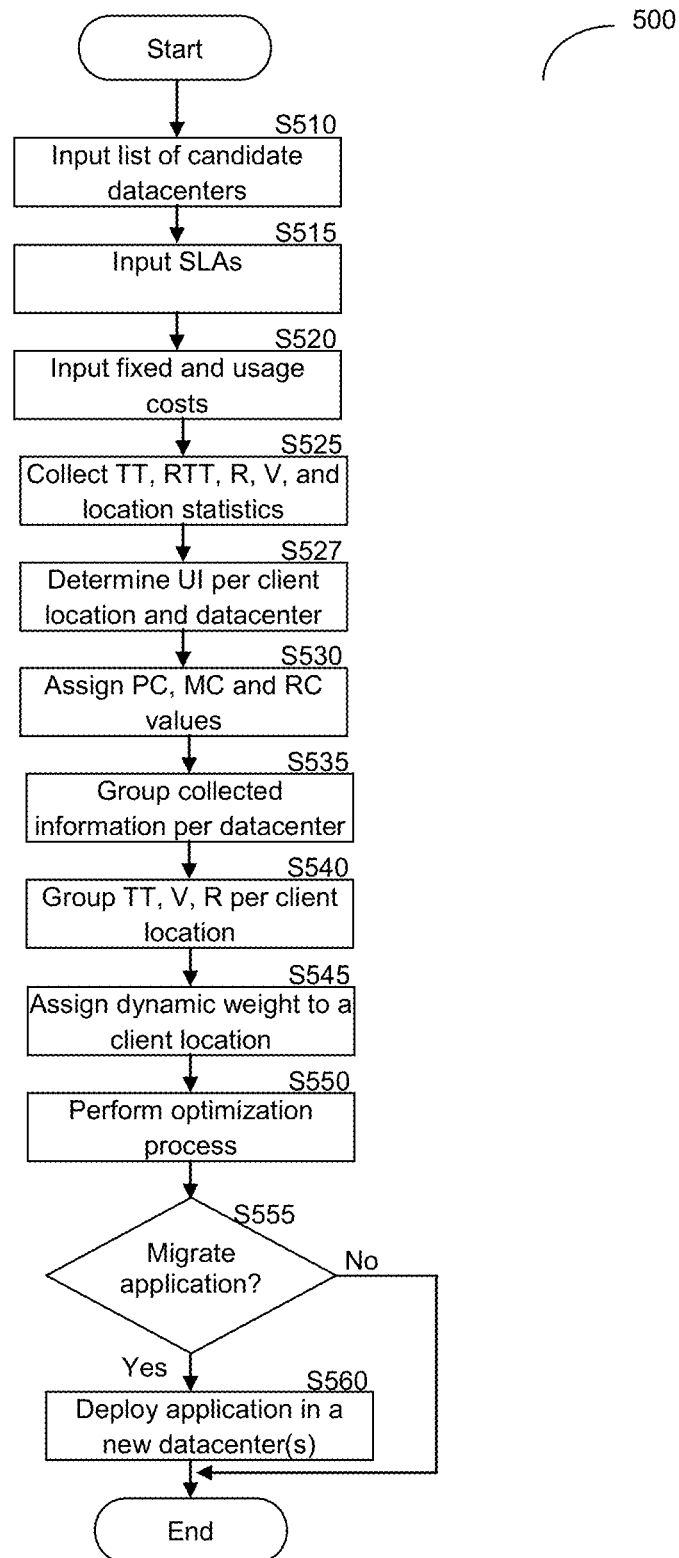 500
Start
S510
Input list of candidate
datacenters
S515
Input SLAs
S520
Input fixed and usage
costs
S525
Collect TT, RTT, R, V, and
location statistics
S527
Determine UI per client
location and datacenter
S530
Assign PC, MC and RC
values
S535
Group collected
information per datacenter
S540
Group TT, V, R per client
location
S545
Assign dynamic weight to a
client location
S550
Perform optimization
process
S555
Migrate
application?
No
Yes
S560
Deploy application in a
new datacenter(s)
End